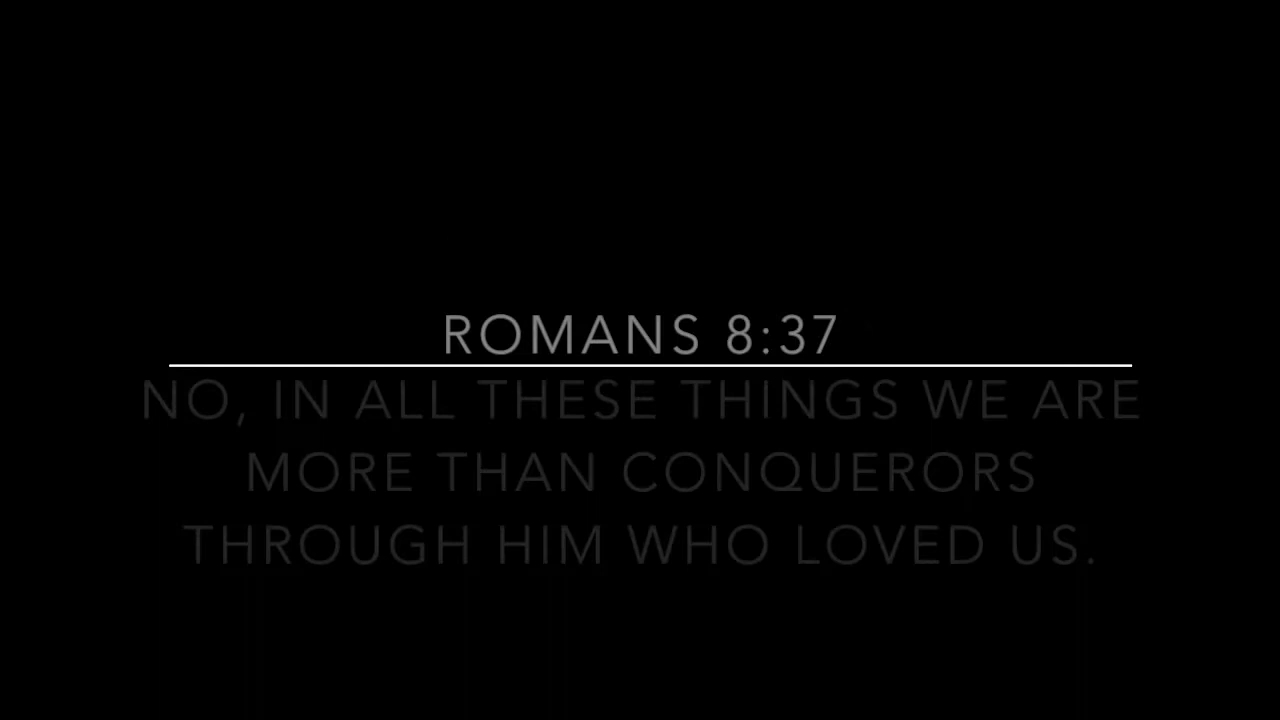 ROMANS 8:37
NO, IN ALL THESE THINGS WE ARE
MORE THAN CONQUERORS
THROUGH HIM WHO LOVED US.